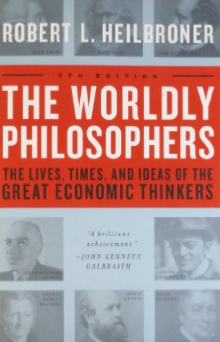 ROBERT L. HEILBRONER
7TH EDITION
THE WORLDLY
PHILOSOPHERS
THE LIVES, TIMES, AND IDEAS OF THE
GREAT ECONOMIC THINKERS
"A brilliant
achievement."
—JOHN KENNETH
GALBRAITH